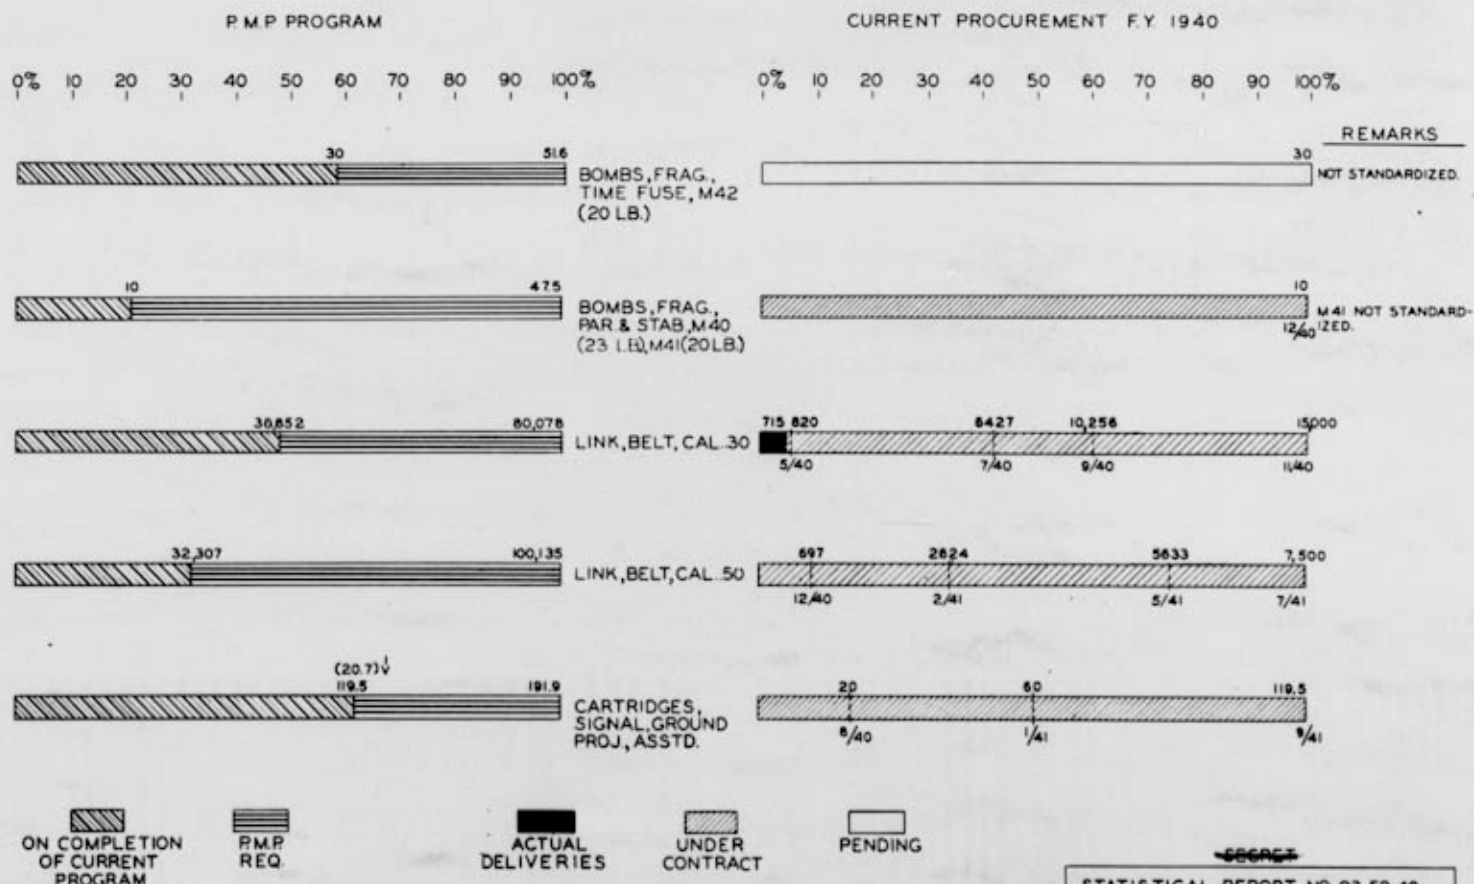 P.M.P. PROGRAM
CURRENT PROCUREMENT F.Y. 1940
0% 10 20 30 40 50 60 70 80 90 100%
0% 10 20 30 40 50 60 70 80 90 100%
REMARKS
30 51.6
BOMBS, FRAG.,
TIME FUSE, M42
(20 LB.)
30
NOT STANDARDIZED.
10 47.5
BOMBS, FRAG.,
PAR. & STAB, M40
(23 LB), M41 (20 LB.)
10
12/40
M41 NOT STANDARD-
IZED.
80,078
LINK, BELT, CAL..30
715 820 6427 10,256 15,000
5/40 7/40 9/40 11/40
32,307 100,135
LINK, BELT, CAL..50
697 2624 5633 7,500
12/40 2/41 5/41 7/41
(20.7)
119.5 191.9
CARTRIDGES,
SIGNAL, GROUND
PROJ., ASSTD.
20 60 119.5
8/40 1/41 9/41
ON COMPLETION
OF CURRENT
PROGRAM
P.M.P.
REQ.
ACTUAL
DELIVERIES
UNDER
CONTRACT
PENDING
SECRET
STATISTICAL REPORT NO.